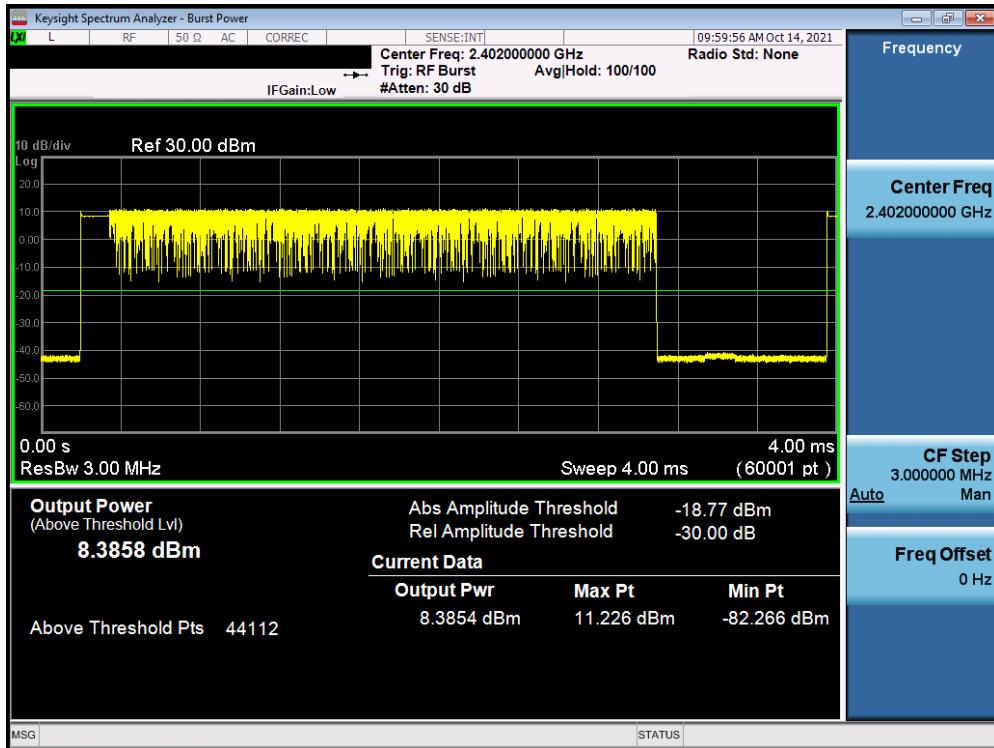 Keysight Spectrum Analyzer - Burst Power
LXI L RF 50 Ω AC CORREC SENSE:INT 09:59:56 AM Oct 14, 2021
Center Freq: 2.402000000 GHz Radio Std: None
Trig: RF Burst Avg|Hold: 100/100
IFGain:Low #Atten: 30 dB
10 dB/div Ref 30.00 dBm
Log
20.0
10.0
0.00
-10.0
-20.0
-30.0
-40.0
-50.0
-60.0
0.00 s 4.00 ms
ResBw 3.00 MHz Sweep 4.00 ms (60001 pt )
Output Power
(Above Threshold Lvl)
8.3858 dBm
Above Threshold Pts 44112
Abs Amplitude Threshold -18.77 dBm
Rel Amplitude Threshold -30.00 dB
Current Data
Output Pwr Max Pt Min Pt
8.3854 dBm 11.226 dBm -82.266 dBm
Frequency
Center Freq
2.402000000 GHz
CF Step
3.000000 MHz
Auto Man
Freq Offset
0 Hz
MSG STATUS